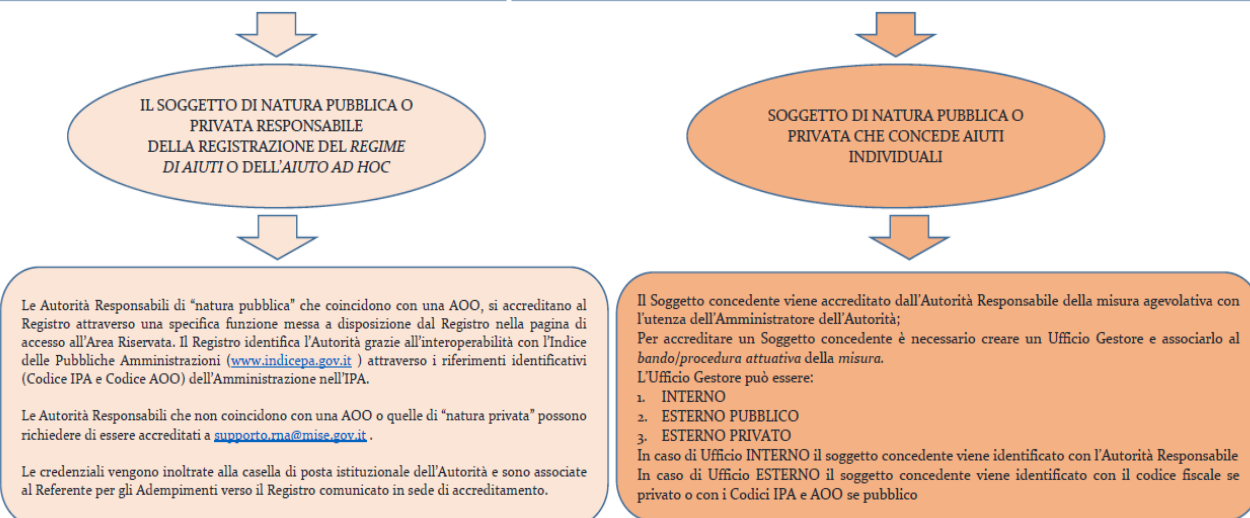 IL SOGGETTO DI NATURA PUBBLICA O
PRIVATA RESPONSABILE
DELLA REGISTRAZIONE DEL REGIME
DI AIUTI O DELL'AIUTO AD HOC
SOGGETTO DI NATURA PUBBLICA O
PRIVATA CHE CONCEDE AIUTI
INDIVIDUALI
Le Autorità Responsabili di “natura pubblica” che coincidono con una AOO, si accreditano al
Registro attraverso una specifica funzione messa a disposizione dal Registro nella pagina di
accesso all'Area Riservata. Il Registro identifica l'Autorità grazie all'interoperabilità con l'Indice
delle Pubbliche Amministrazioni (www.indicepa.gov.it ) attraverso i riferimenti identificativi
(Codice IPA e Codice AOO) dell'Amministrazione nell'IPA.
Le Autorità Responsabili che non coincidono con una AOO o quelle di “natura privata” possono
richiedere di essere accreditati a supporto.rna@mise.gov.it .
Le credenziali vengono inoltrate alla casella di posta istituzionale dell'Autorità e sono associate
al Referente per gli Adempimenti verso il Registro comunicato in sede di accreditamento.
Il Soggetto concedente viene accreditato dall'Autorità Responsabile della misura agevolativa con
l'utenza dell'Amministratore dell'Autorità;
Per accreditare un Soggetto concedente è necessario creare un Ufficio Gestore e associarlo al
bando/procedura attuativa della misura.
L'Ufficio Gestore può essere:
1. INTERNO
2. ESTERNO PUBBLICO
3. ESTERNO PRIVATO
In caso di Ufficio INTERNO il soggetto concedente viene identificato con l'Autorità Responsabile
In caso di Ufficio ESTERNO il soggetto concedente viene identificato con il codice fiscale se
privato o con i Codici IPA e AOO se pubblico